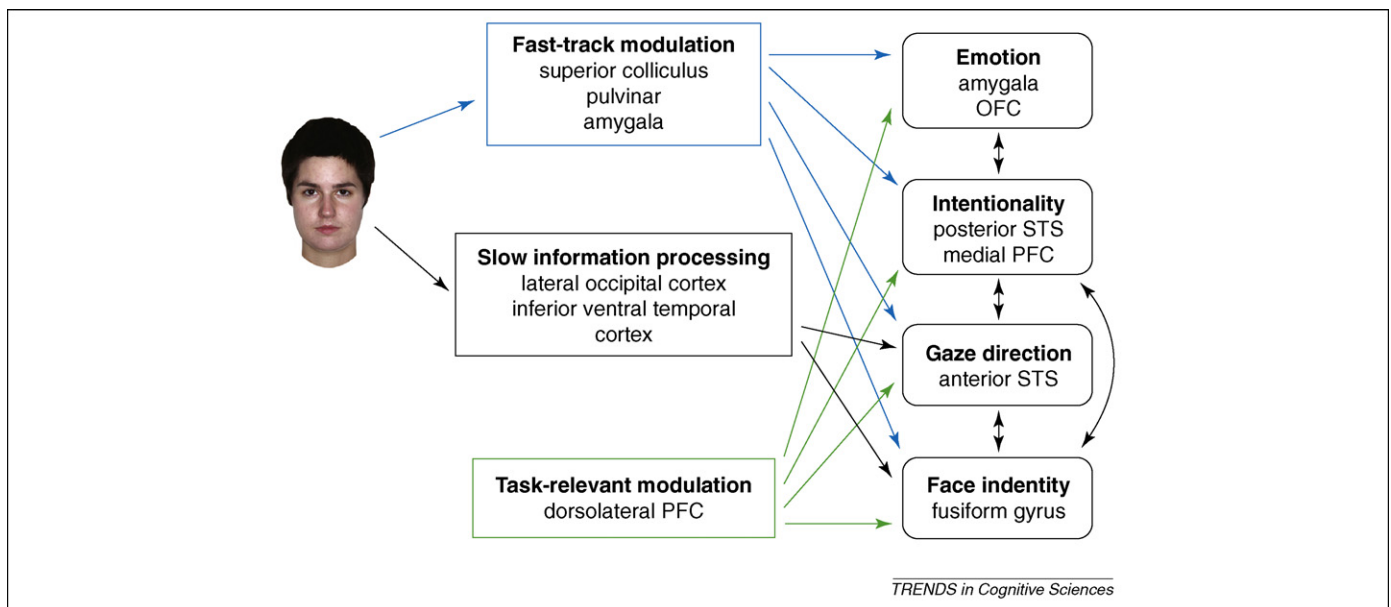 Fast-track modulation
superior colliculus
pulvinar
amygala
Slow information processing
lateral occipital cortex
inferior ventral temporal
cortex
Task-relevant modulation
dorsolateral PFC
Emotion
amygala
OFC
Intentionality
posterior STS
medial PFC
Gaze direction
anterior STS
Face indentity
fusiform gyrus
TRENDS in Cognitive Sciences